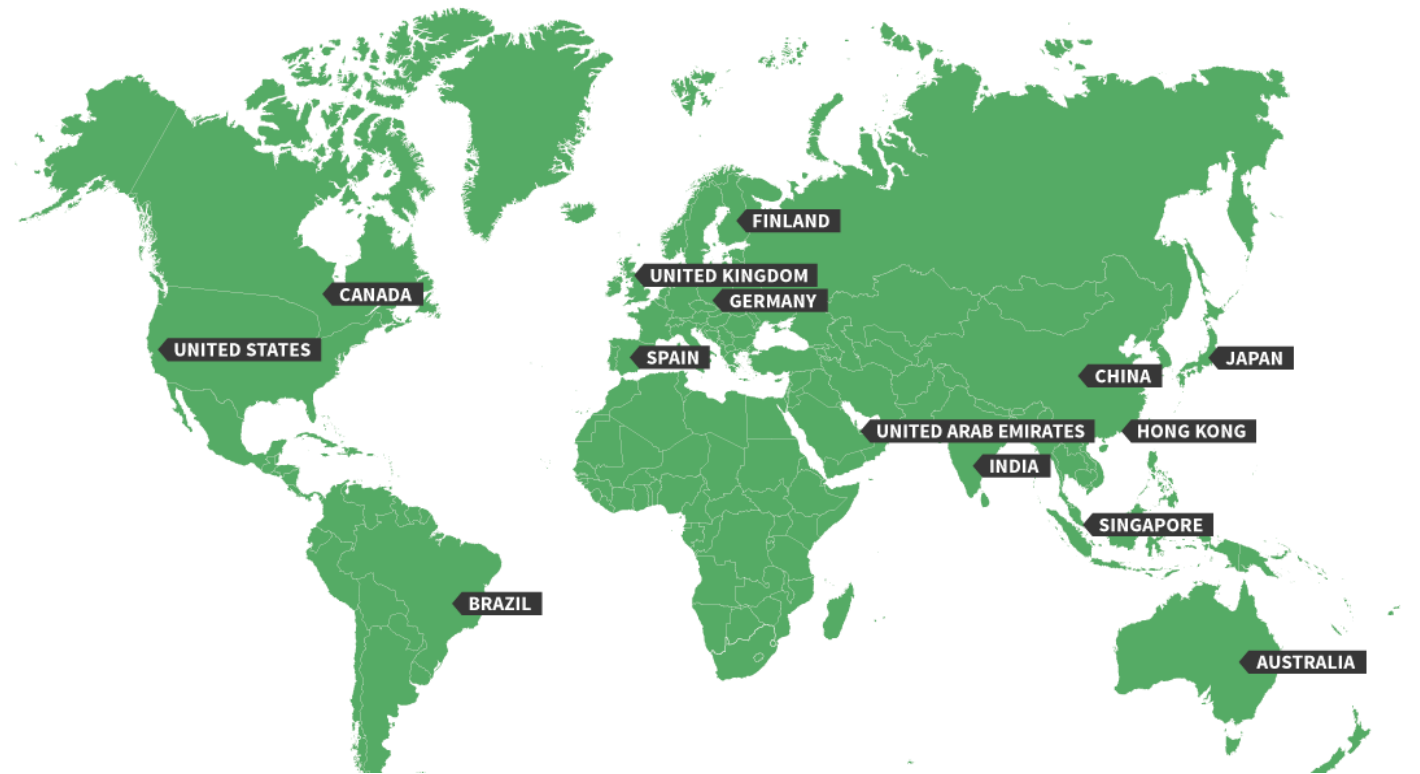 FINLAND
UNITED KINGDOM
CANADA
GERMANY
UNITED STATES
SPAIN
JAPAN
CHINA
UNITED ARAB EMIRATES
HONG KONG
INDIA
SINGAPORE
BRAZIL
AUSTRALIA